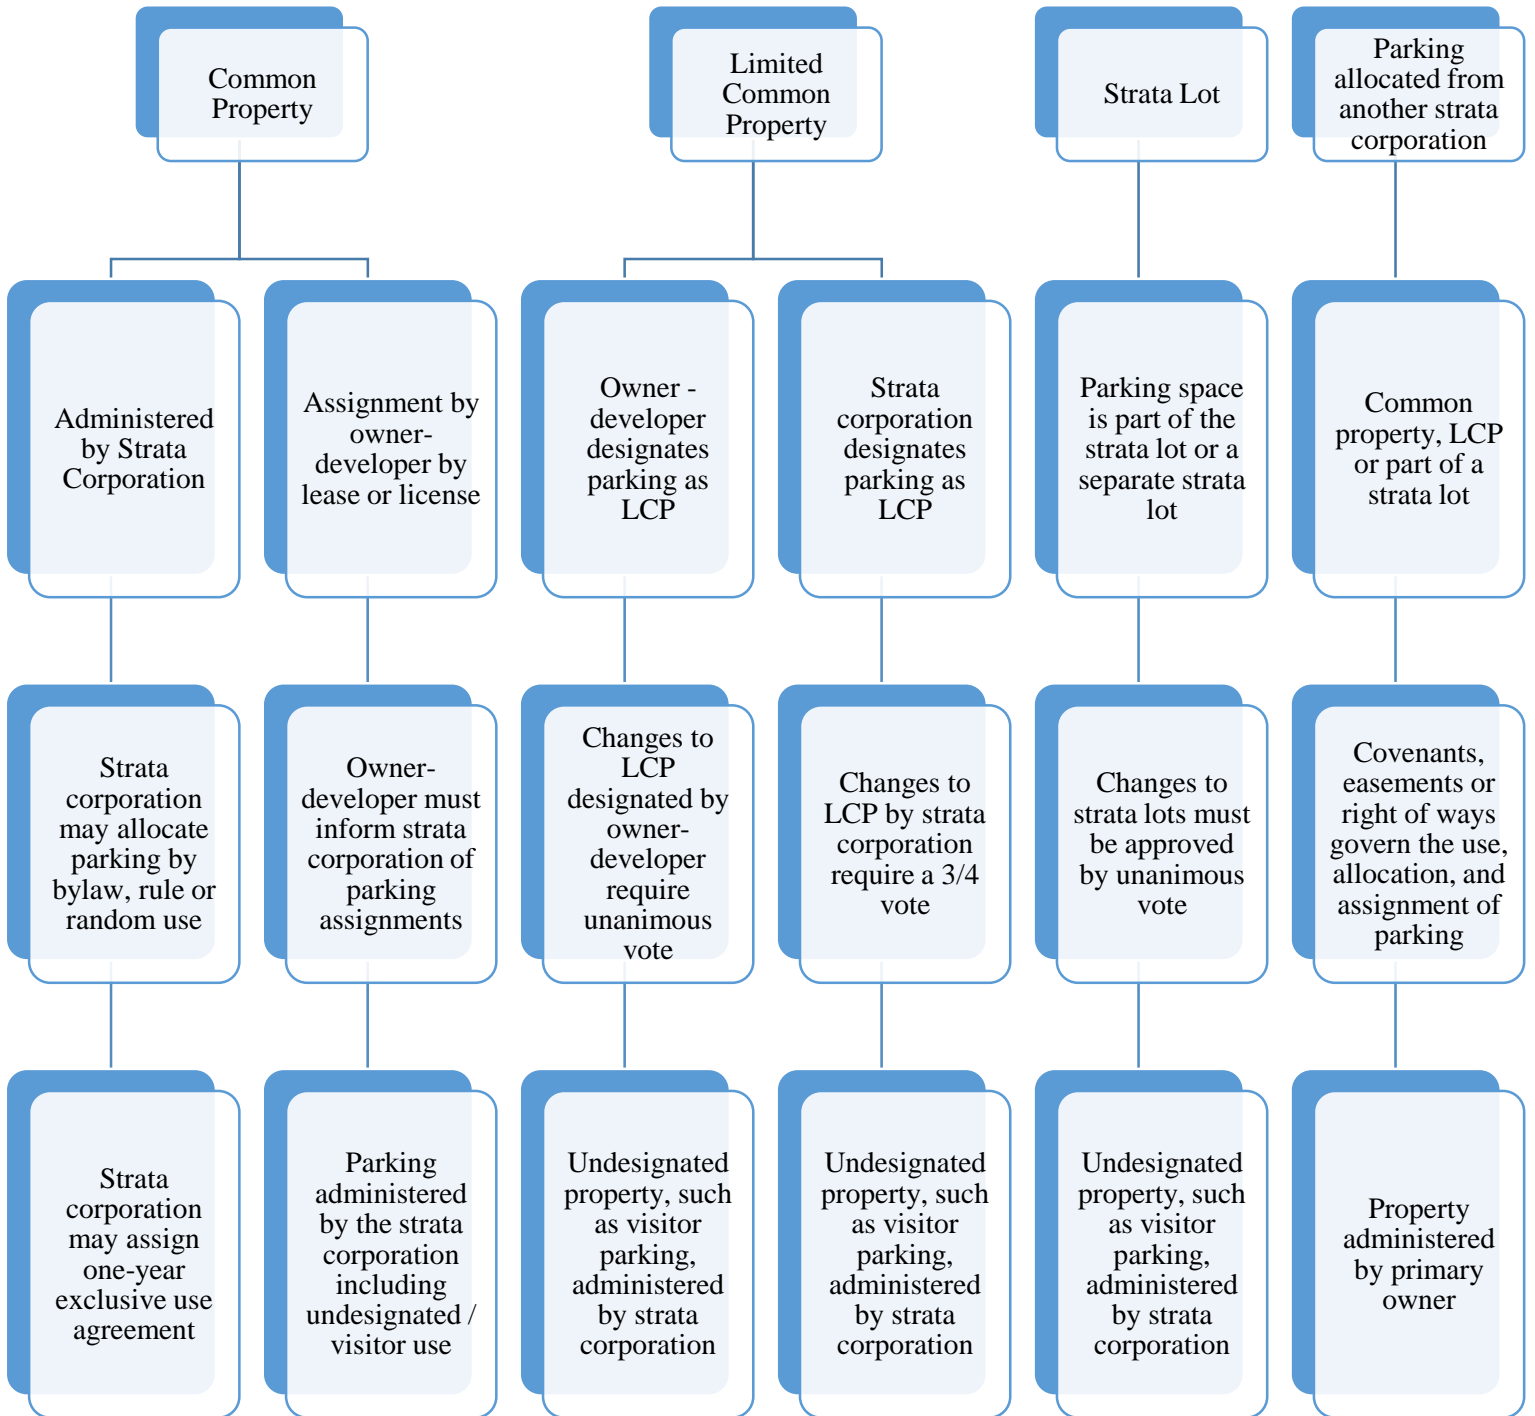 Common
Property
Limited
Common
Property
Strata Lot
Parking
allocated from
another strata
corporation
Administered
by Strata
Corporation
Assignment by
owner-
developer by
lease or license
Owner -
developer
designates
parking as
LCP
Strata
corporation
designates
parking as
LCP
Parking space
is part of the
strata lot or a
separate strata
lot
Common
property, LCP
or part of a
strata lot
Strata
corporation
may allocate
parking by
bylaw, rule or
random use
Owner-
developer must
inform strata
corporation of
parking
assignments
Changes to
LCP
designated by
owner-
developer
require
unanimous
vote
Changes to
LCP by strata
corporation
require a 3/4
vote
Changes to
strata lots must
be approved
by unanimous
vote
Covenants,
easements or
right of ways
govern the use,
allocation, and
assignment of
parking
Strata
corporation
may assign
one-year
exclusive use
agreement
Parking
administered
by the strata
corporation
including
undesignated /
visitor use
Undesignated
property, such
as visitor
parking,
administered
by strata
corporation
Undesignated
property, such
as visitor
parking,
administered
by strata
corporation
Undesignated
property, such
as visitor
parking,
administered
by strata
corporation
Property
administered
by primary
owner